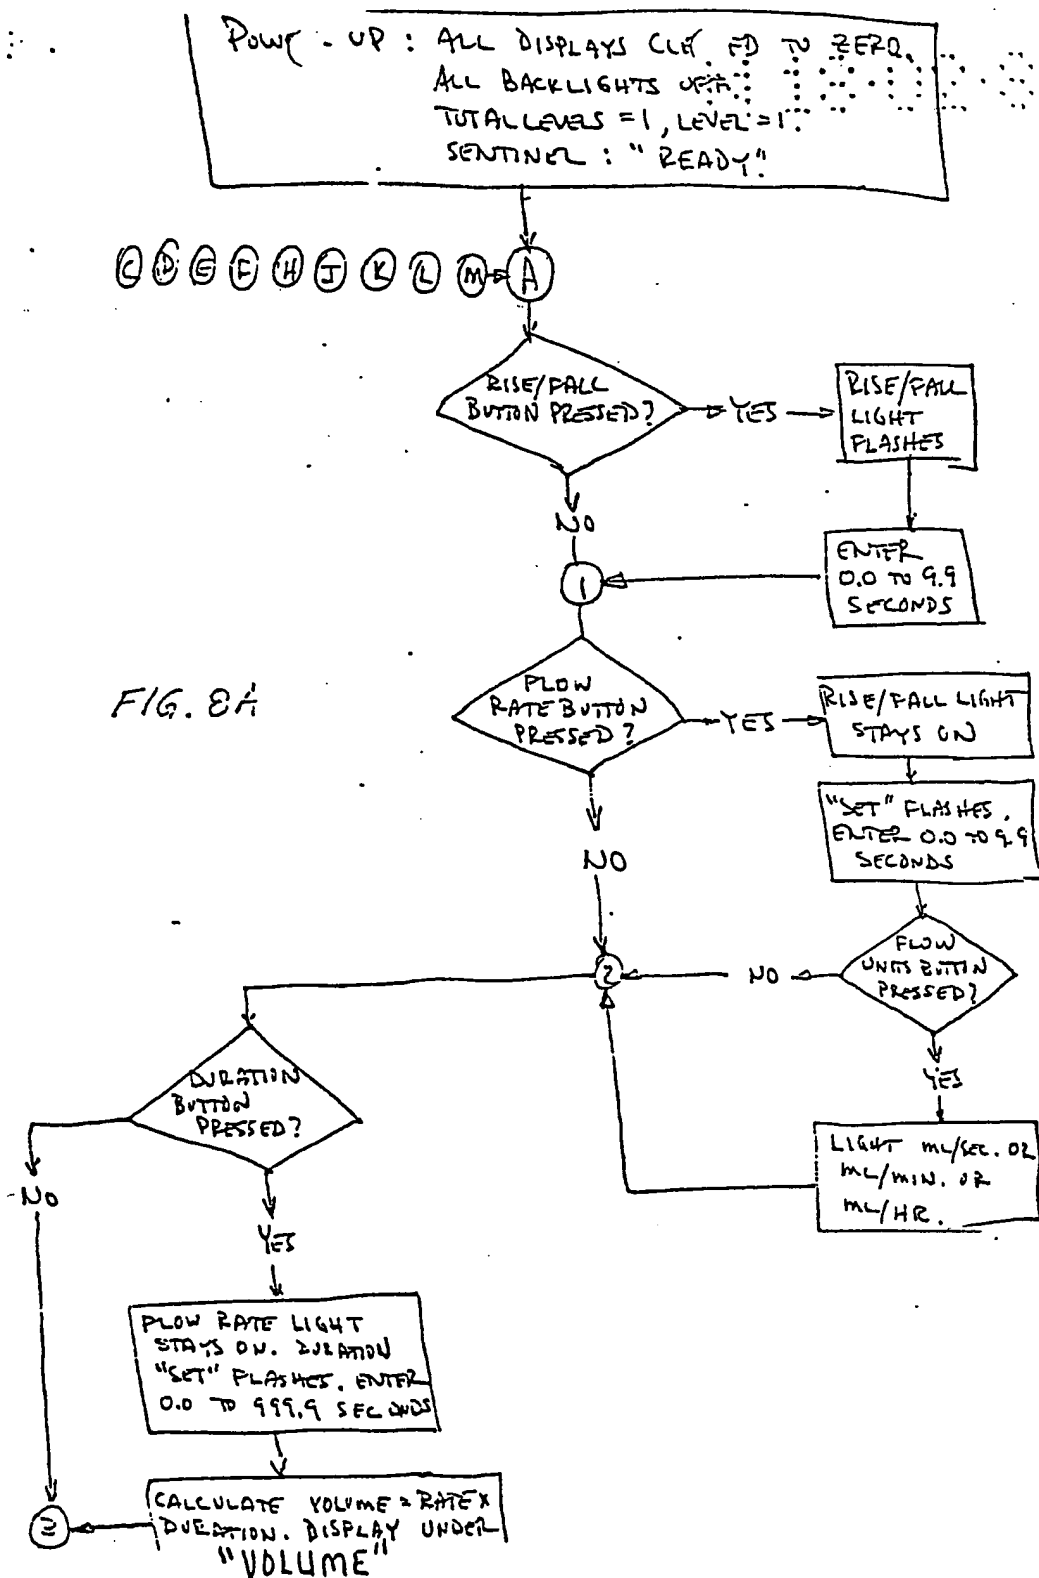 POWE - UP : ALL DISPLAYS CLE ED TO ZERO.
ALL BACKLIGHTS OFF.
TOTAL LEVELS = 1, LEVEL = 1.
SENTINEL : "READY".
C D E F H J K L M A
RISE/FALL
BUTTON PRESSED?
YES
RISE/FALL
LIGHT
FLASHES
NO
ENTER
0.0 TO 9.9
SECONDS
1
FIG. 8A
FLOW
RATE BUTTON
PRESSED?
YES
RISE/FALL LIGHT
STAYS ON
NO
"SET" FLASHES.
ENTER 0.0 TO 9.9
SECONDS
FLOW
UNITS BUTTON
PRESSED?
NO
2
YES
LIGHT mL/SEC. OR
mL/MIN. OR
mL/HR.
DURATION
BUTTON
PRESSED?
NO
YES
FLOW RATE LIGHT
STAYS ON. DURATION
"SET" FLASHES. ENTER
0.0 TO 999.9 SECONDS
CALCULATE VOLUME = RATE X
DURATION. DISPLAY UNDER
"VOLUME"